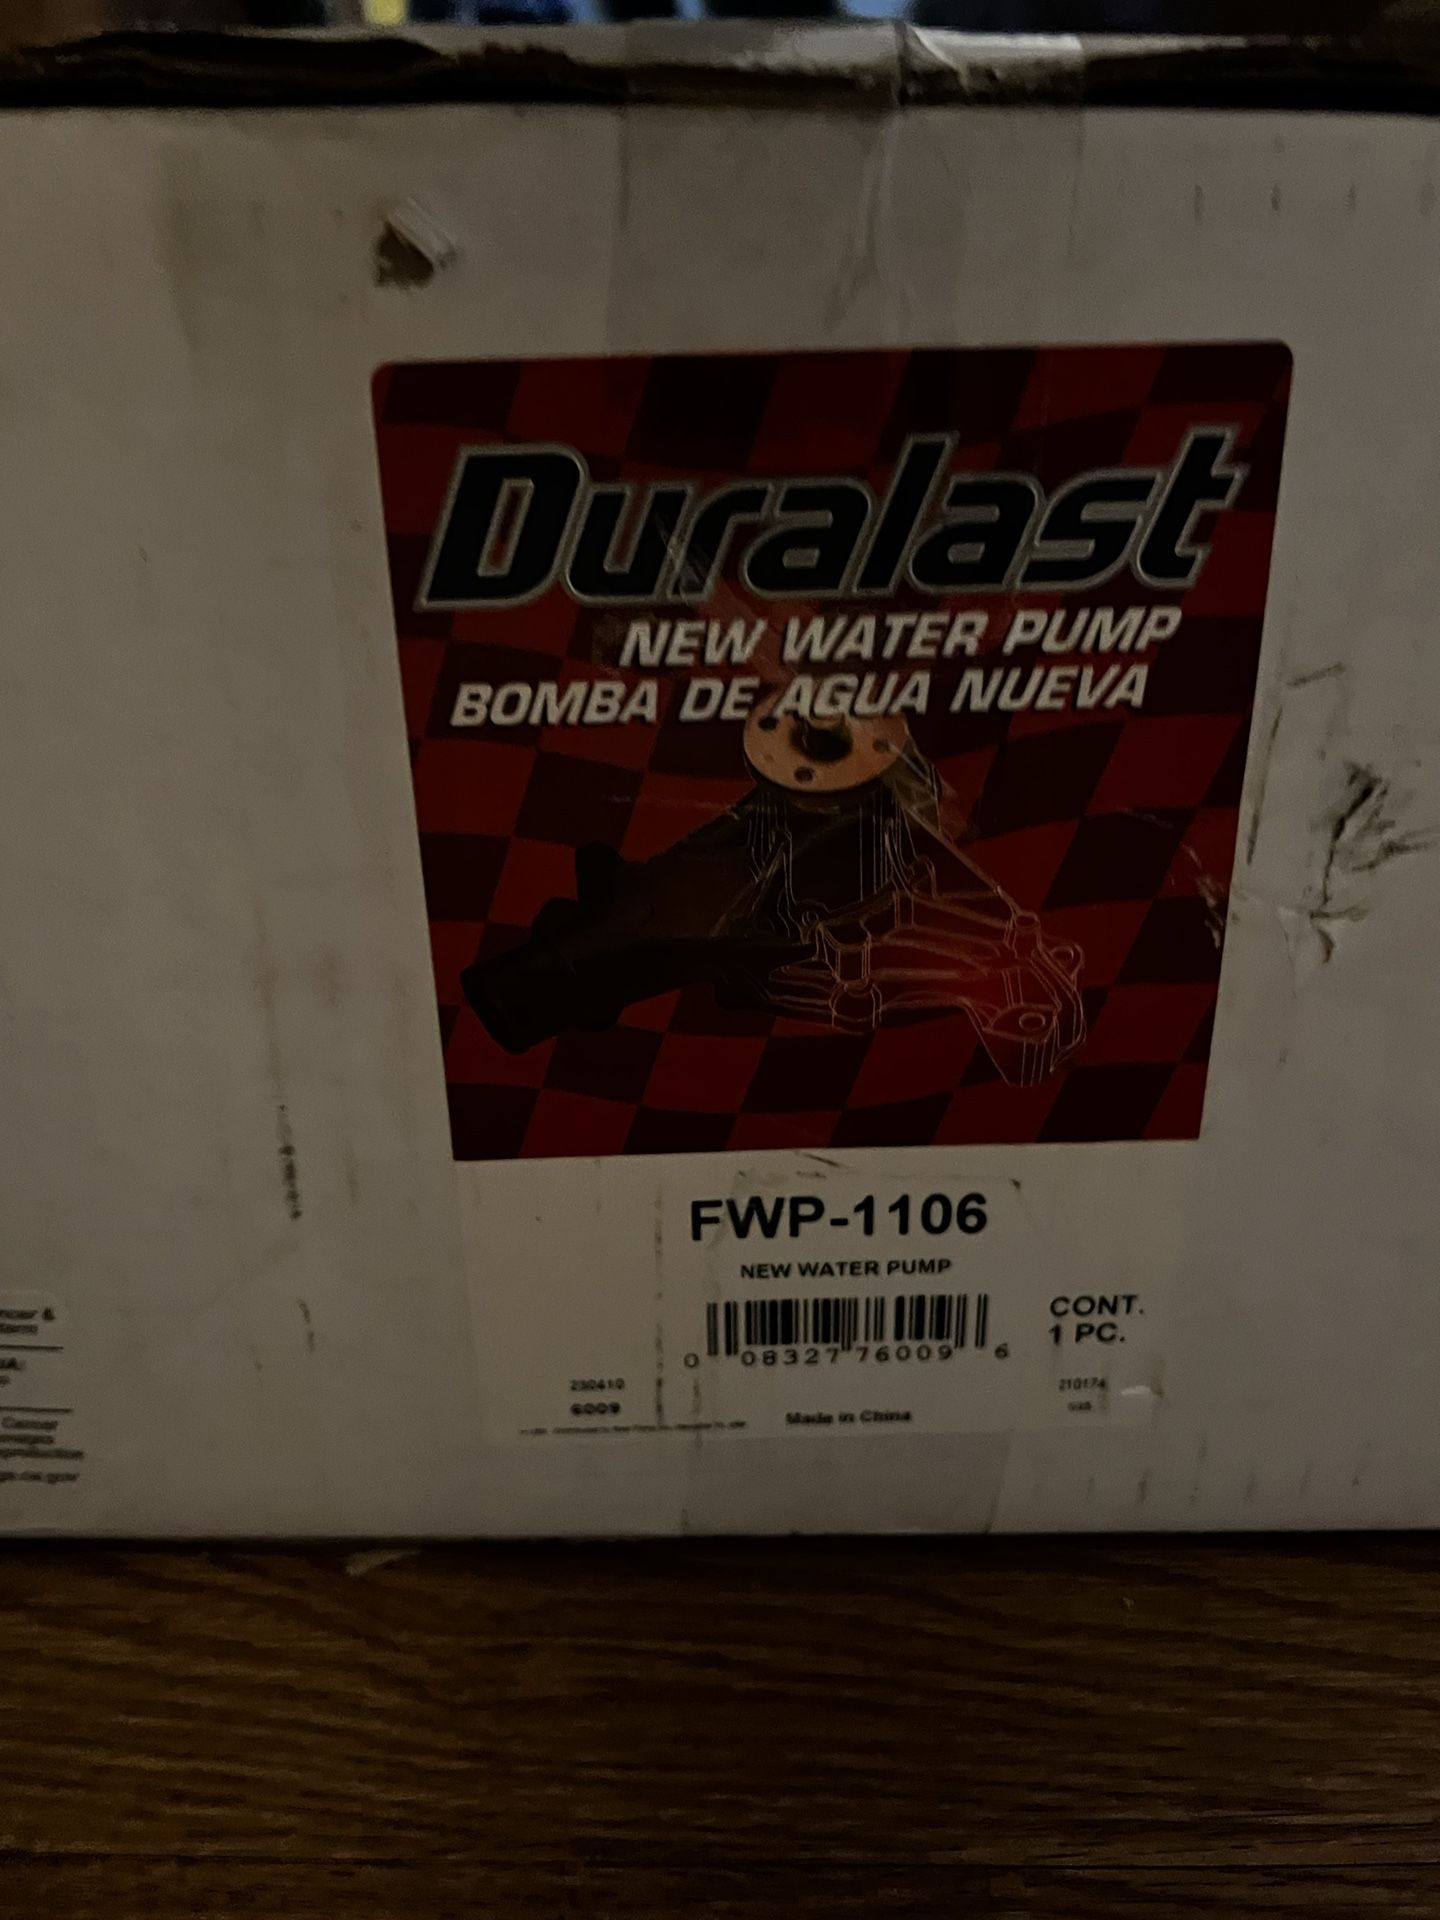 Duralast
NEW WATER PUMP
BOMBA DE AGUA NUEVA
FWP-1106
NEW WATER PUMP
CONT.
1 PC.
0 08327 76009 6
230410
210174
6009
Made in China
Cancer